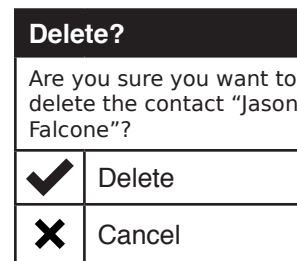 Delete?
Are you sure you want to
delete the contact “Jason
Falcone”?
Delete
Cancel